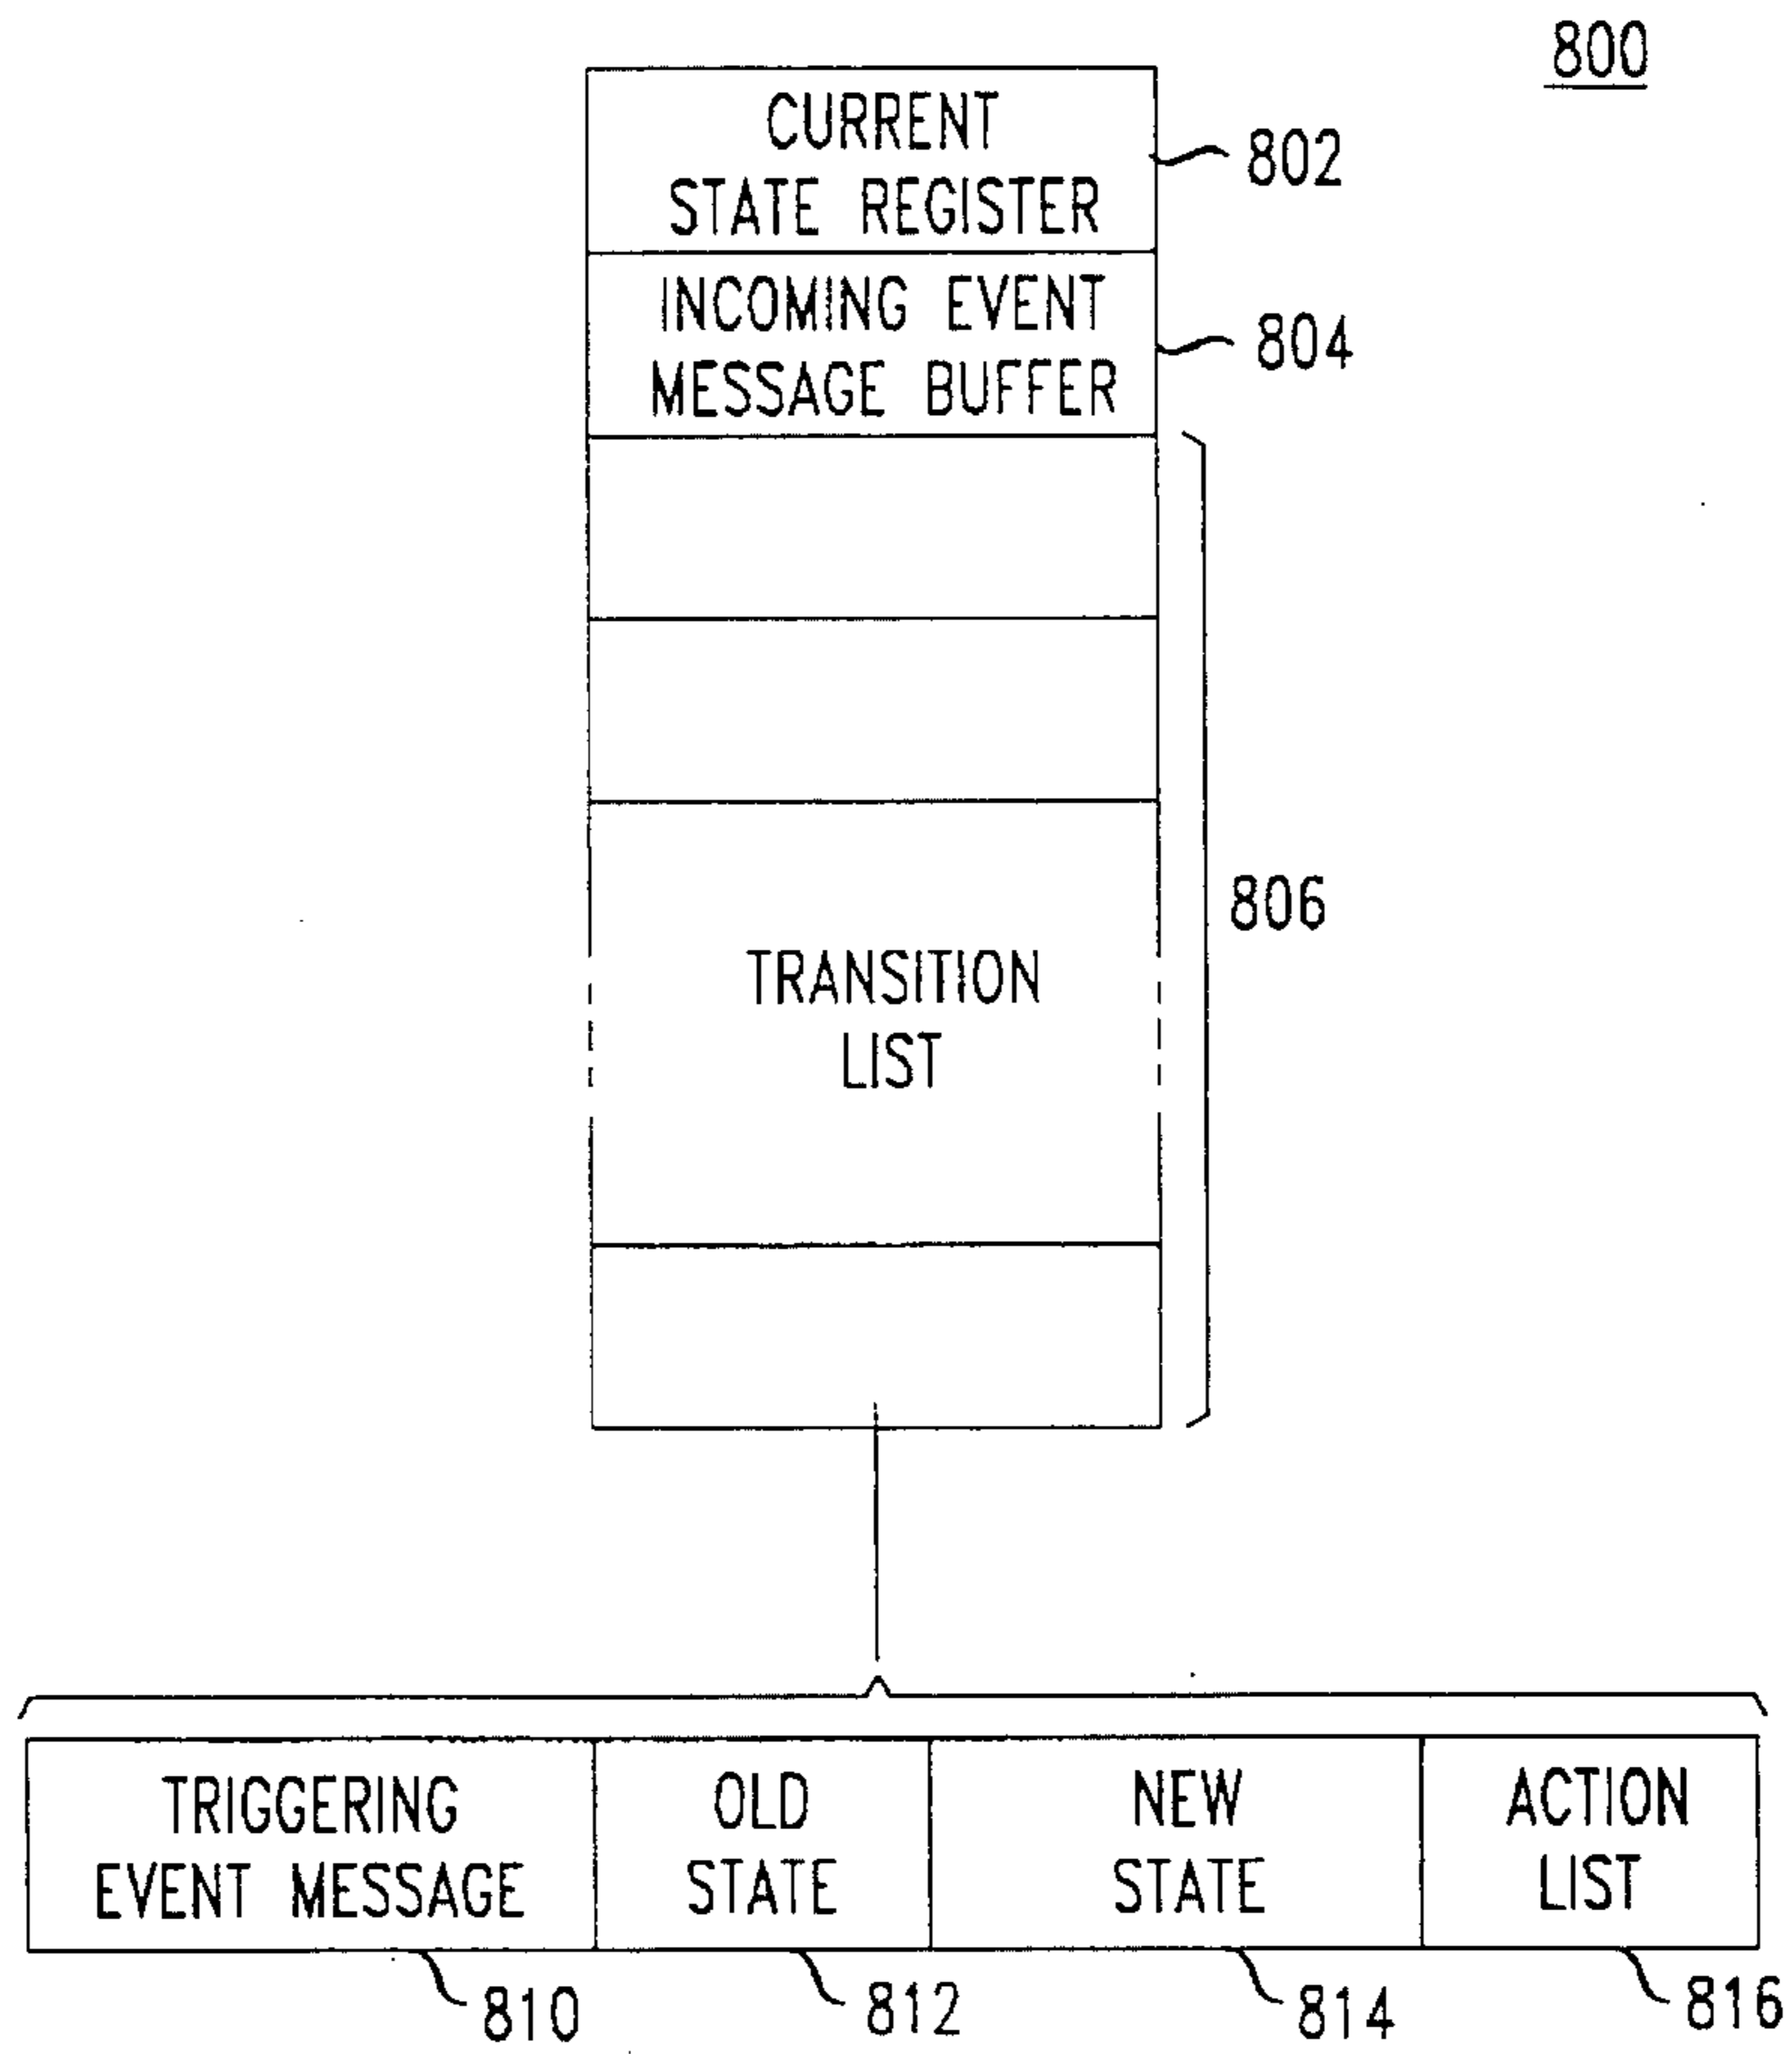 800
CURRENT
STATE REGISTER
802
INCOMING EVENT
MESSAGE BUFFER
804
TRANSITION
LIST
806
TRIGGERING
EVENT MESSAGE
OLD
STATE
NEW
STATE
ACTION
LIST
810
812
814
816